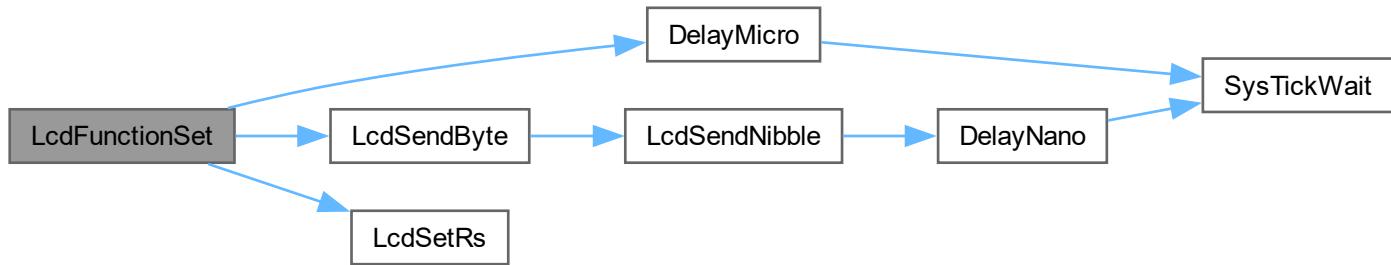 DelayMicro
SysTickWait
LcdFunctionSet
LcdSendByte
LcdSendNibble
DelayNano
LcdSetRs